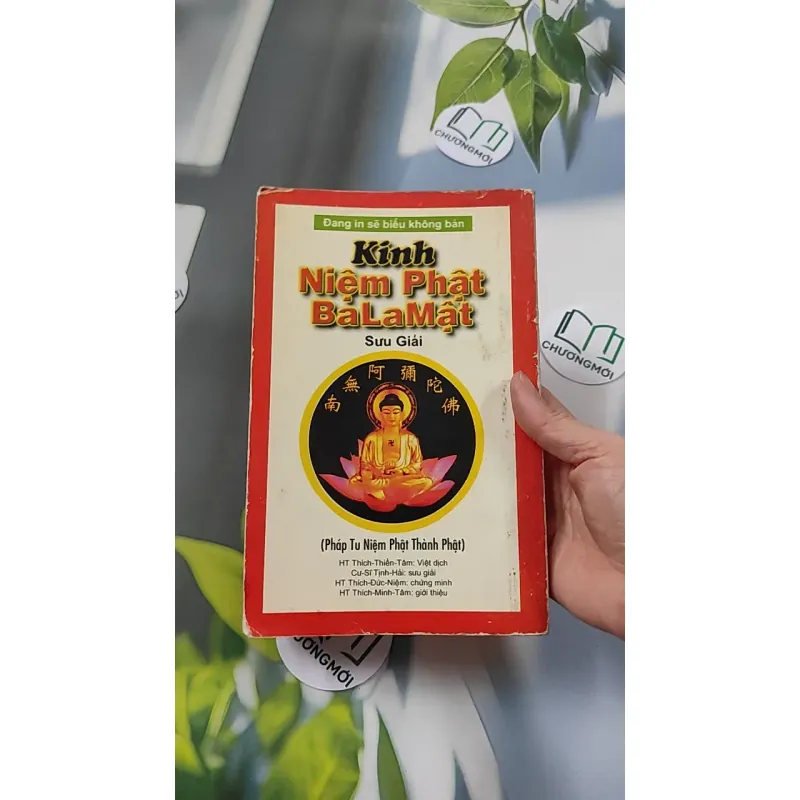 CHƯƠNGMỚI
Đang in sẽ biếu không bán
Kinh
Niệm Phật
BaLaMật
Sưu Giải
南無阿彌陀佛
(Pháp Tu Niệm Phật Thành Phật)
HT Thích-Thiền-Tâm: Việt dịch
Cư-Sĩ Tịnh-Hải: sưu giải
HT Thích-Đức-Niệm: chứng minh
HT Thích-Minh-Tâm: giới thiệu
CHƯƠNGMỚI
CHƯƠNGMỚI